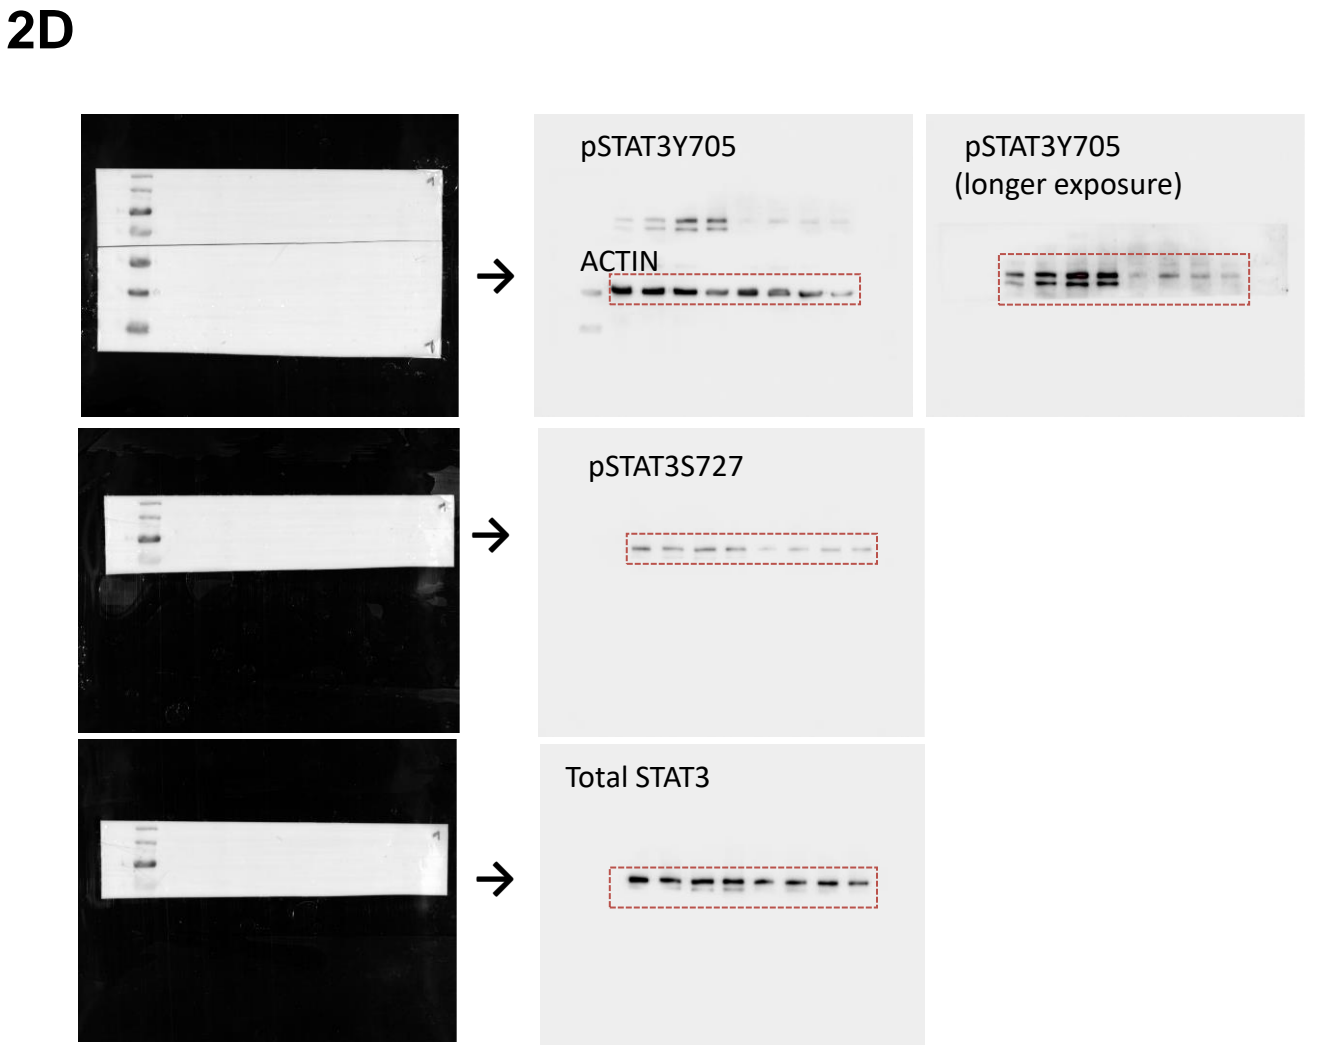 2D
pSTAT3Y705
ACTIN
pSTAT3Y705
(longer exposure)
pSTAT3S727
Total STAT3